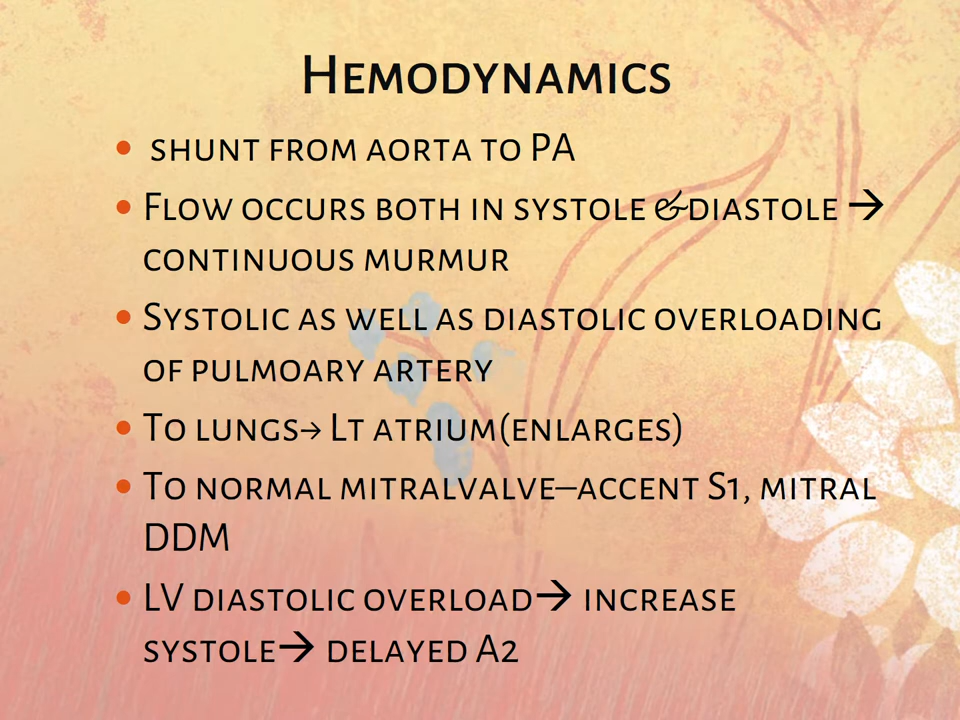 Hemodynamics
• shunt from aorta to PA
• Flow occurs both in systole &diastole →
continuous murmur
• Systolic as well as diastolic overloading
of pulmoary artery
• To lungs→ Lt atrium(enlarges)
• To normal mitralvalve–accent S1, mitral
DDM
• LV diastolic overload→ increase
systole→ delayed A2